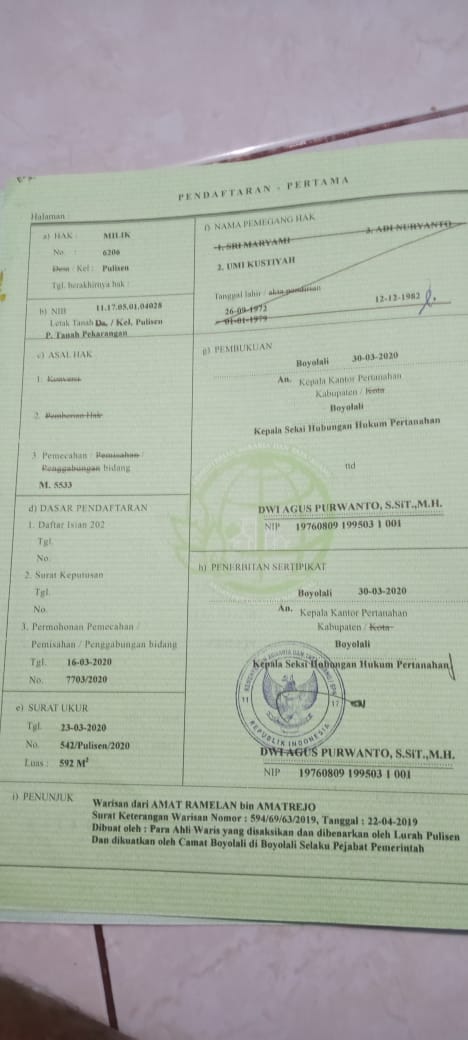 PENDAFTARAN - PERTAMA
Halaman :
a) HAK : MILIK
No. : 6206
Desa / Kel : Pulisen
Tgl. berakhirnya hak :
b) NIB 11.17.05.01.04028
Letak Tanah Ds. / Kel. Pulisen
P. Tanah Pekarangan
c) ASAL HAK
1. Konversi
2. Pemberian Hak
3. Pemecahan / Pemisahan /
Penggabungan bidang
M. 5533
d) DASAR PENDAFTARAN
1. Daftar Isian 202
Tgl.
No.
2. Surat Keputusan
Tgl.
No.
3. Permohonan Pemecahan /
Pemisahan / Penggabungan bidang
Tgl. 16-03-2020
No. 7703/2020
e) SURAT UKUR
Tgl. 23-03-2020
No. 542/Pulisen/2020
Luas : 592 M²
f) NAMA PEMEGANG HAK
1. SRI MARYAMI 3. ADI NURYANTO
2. UMI KUSTIYAH
Tanggal lahir / akta pendirian
26-09-1972 12-12-1982
01-01-1979
g) PEMBUKUAN
Boyolali 30-03-2020
An. Kepala Kantor Pertanahan
Kabupaten / Kota
Boyolali
Kepala Seksi Hubungan Hukum Pertanahan
ttd
DWI AGUS PURWANTO, S.SiT.,M.H.
NIP 19760809 199503 1 001
h) PENERBITAN SERTIPIKAT
Boyolali 30-03-2020
An. Kepala Kantor Pertanahan
Kabupaten / Kota
Boyolali
Kepala Seksi Hubungan Hukum Pertanahan
REPUBLIK INDONESIA
DWI AGUS PURWANTO, S.SiT.,M.H.
NIP 19760809 199503 1 001
i) PENUNJUK
Warisan dari AMAT RAMELAN bin AMATREJO
Surat Keterangan Warisan Nomor : 594/69/63/2019, Tanggal : 22-04-2019
Dibuat oleh : Para Ahli Waris yang disaksikan dan dibenarkan oleh Lurah Pulisen
Dan dikuatkan oleh Camat Boyolali di Boyolali Selaku Pejabat Pemerintah